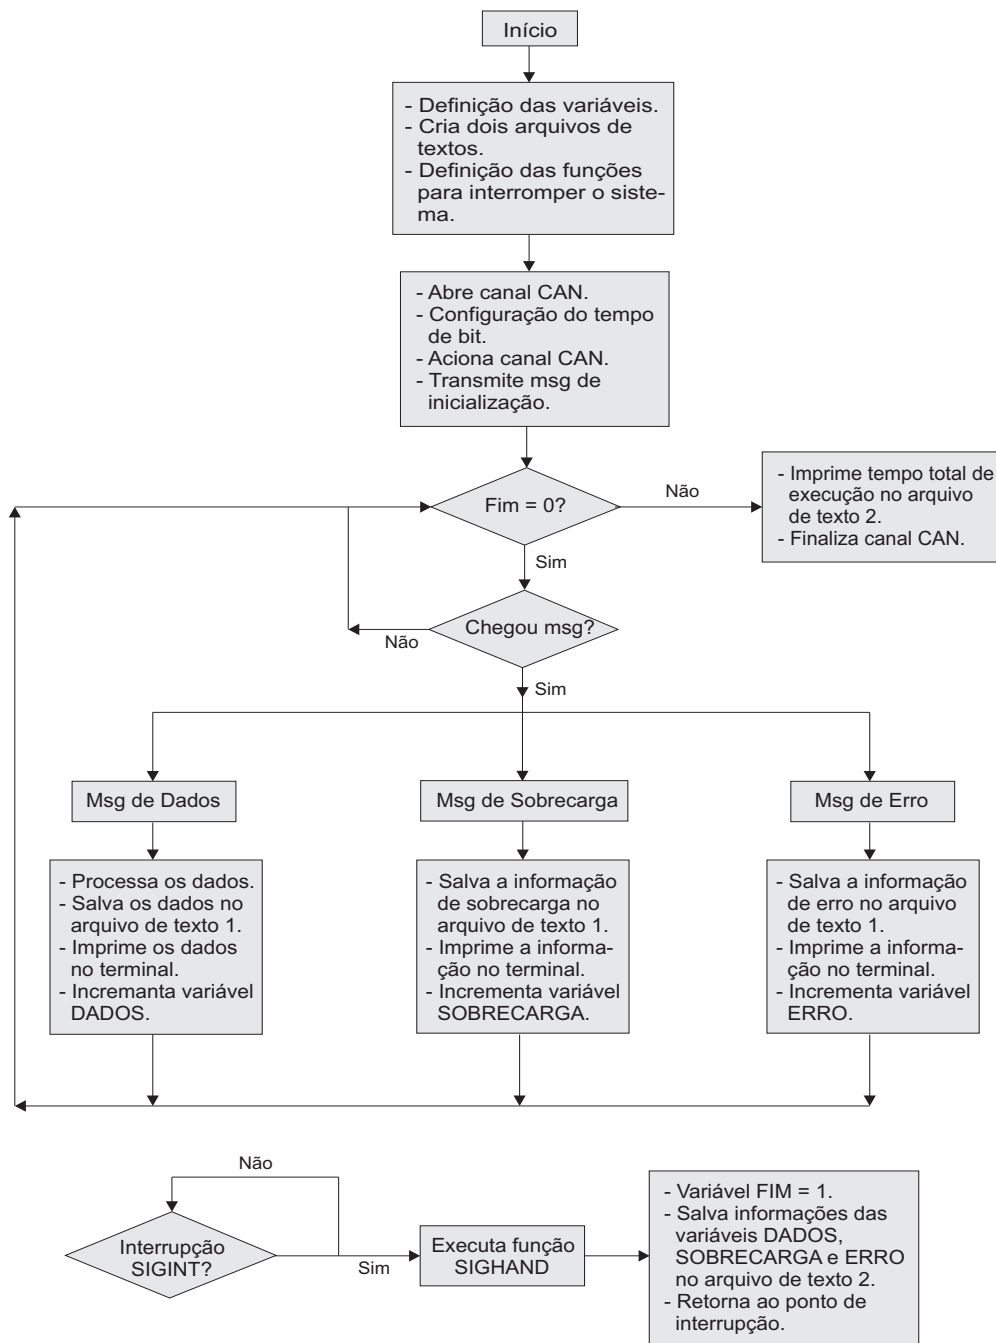 Início
- Definição das variáveis.
- Cria dois arquivos de
textos.
- Definição das funções
para interromper o siste-
ma.
- Abre canal CAN.
- Configuração do tempo
de bit.
- Aciona canal CAN.
- Transmite msg de
inicialização.
Fim = 0?
Não
- Imprime tempo total de
execução no arquivo
de texto 2.
- Finaliza canal CAN.
Sim
Chegou msg?
Não
Sim
Msg de Dados
Msg de Sobrecarga
Msg de Erro
- Processa os dados.
- Salva os dados no
arquivo de texto 1.
- Imprime os dados
no terminal.
- Incremanta variável
DADOS.
- Salva a informação
de sobrecarga no
arquivo de texto 1.
- Imprime a informa-
ção no terminal.
- Incrementa variável
SOBRECARGA.
- Salva a informação
de erro no arquivo
de texto 1.
- Imprime a informa-
ção no terminal.
- Incrementa variável
ERRO.
Não
Interrupção
SIGINT?
Sim
Executa função
SIGHAND
- Variável FIM = 1.
- Salva informações das
variáveis DADOS,
SOBRECARGA e ERRO
no arquivo de texto 2.
- Retorna ao ponto de
interrupção.